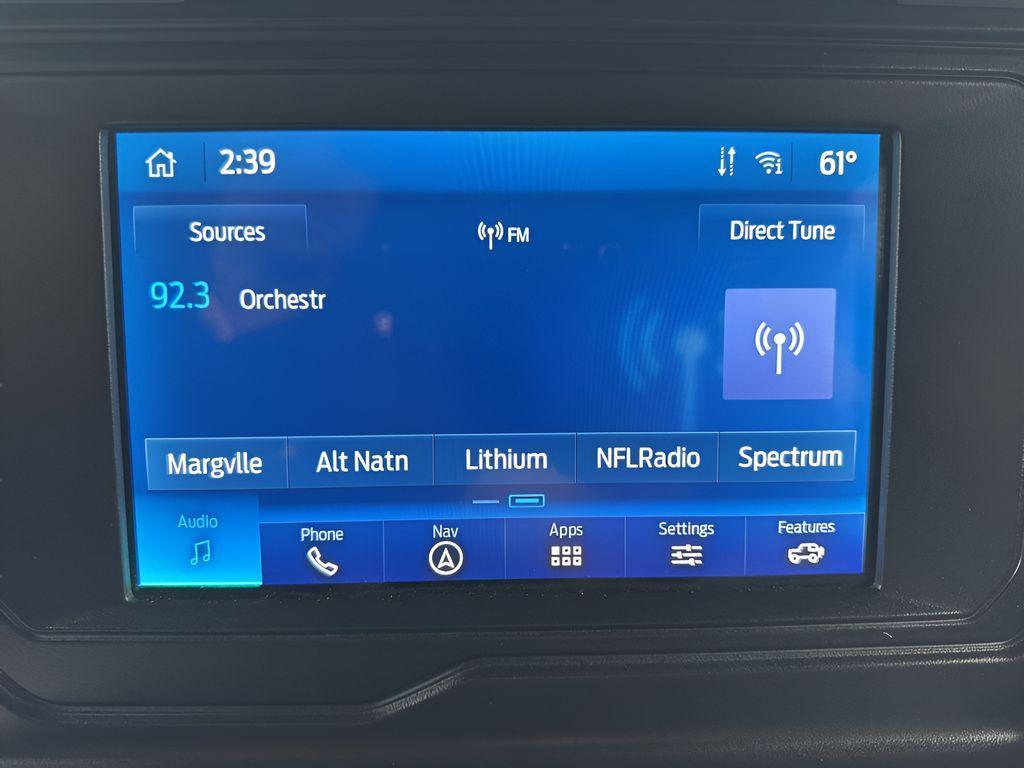 2:39 61°
Sources FM Direct Tune
92.3 Orchestr
Margvlle Alt Natn Lithium NFLRadio Spectrum
Audio Phone Nav Apps Settings Features